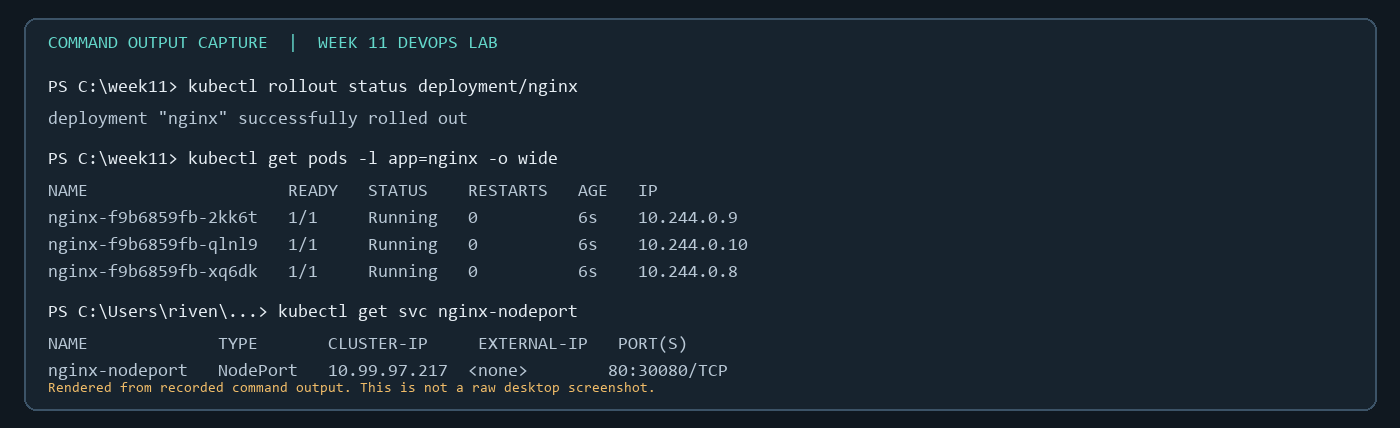 COMMAND OUTPUT CAPTURE | WEEK 11 DEVOPS LAB
PS C:\week11> kubectl rollout status deployment/nginx
deployment "nginx" successfully rolled out
PS C:\week11> kubectl get pods -l app=nginx -o wide
NAME                    READY   STATUS    RESTARTS   AGE   IP
nginx-f9b6859fb-2kk6t   1/1     Running   0          6s    10.244.0.9
nginx-f9b6859fb-qlnl9   1/1     Running   0          6s    10.244.0.10
nginx-f9b6859fb-xq6dk   1/1     Running   0          6s    10.244.0.8
PS C:\Users\riven\...> kubectl get svc nginx-nodeport
NAME             TYPE       CLUSTER-IP     EXTERNAL-IP   PORT(S)
nginx-nodeport   NodePort   10.99.97.217  <none>        80:30080/TCP
Rendered from recorded command output. This is not a raw desktop screenshot.